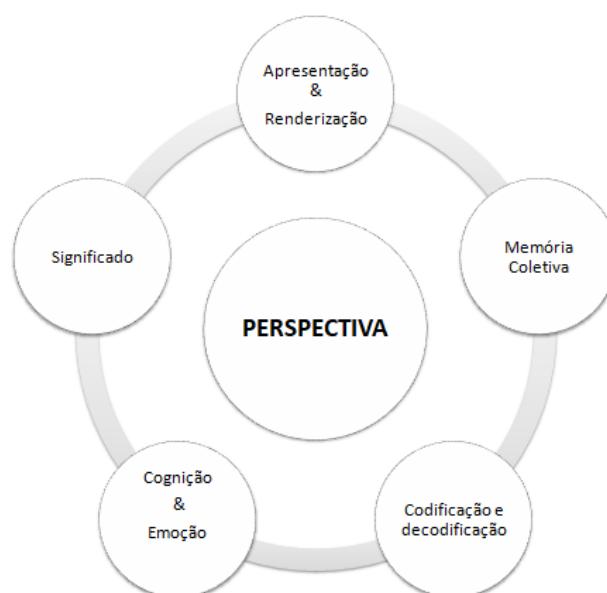 Apresentação
&
Renderização
Memória
Coletiva
Significado
PERSPECTIVA
Cognição
&
Emoção
Codificação e
decodificação